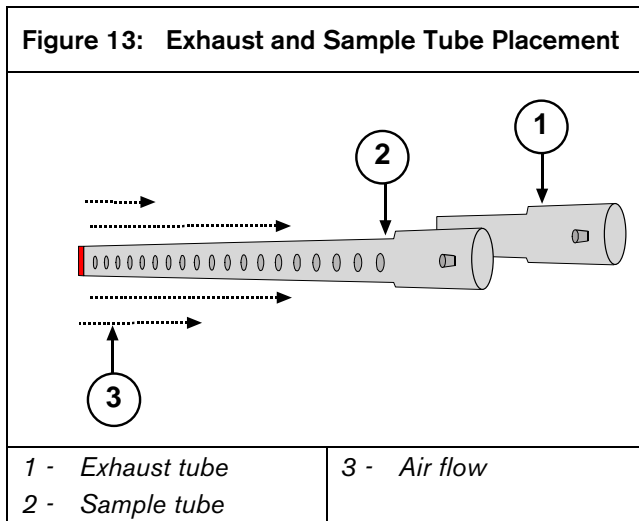 Figure 13: Exhaust and Sample Tube Placement
1
2
3
1 - Exhaust tube
2 - Sample tube
3 - Air flow